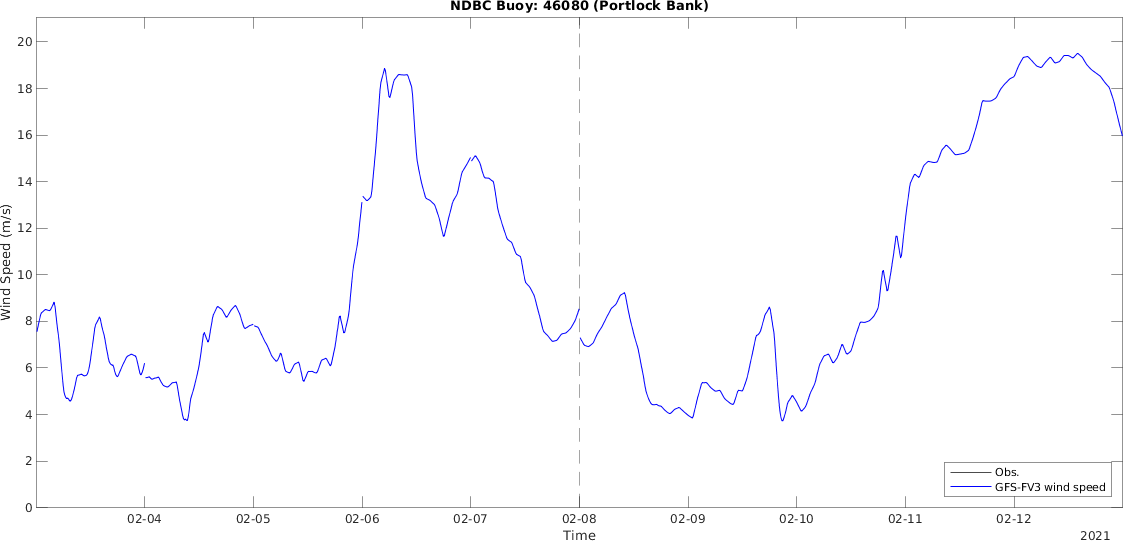 NDBC Buoy: 46080 (Portlock Bank)
20
18
16
14
12
10
8
6
4
2
0
Wind Speed (m/s)
Obs.
GFS-FV3 wind speed
02-04 02-05 02-06 02-07 02-08 02-09 02-10 02-11 02-12
Time
2021